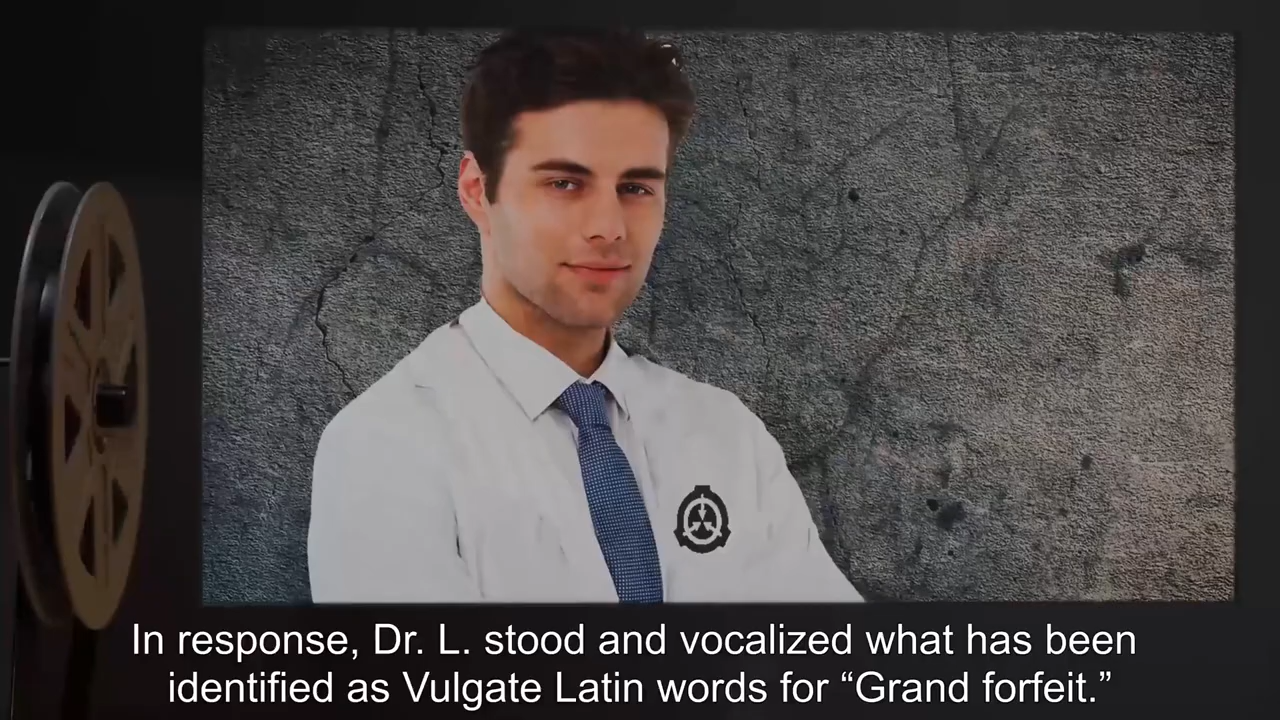 In response, Dr. L. stood and vocalized what has been
identified as Vulgate Latin words for “Grand forfeit.”